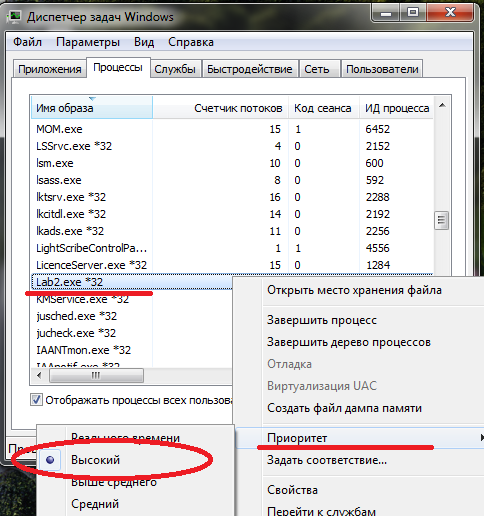 Диспетчер задач Windows
Файл Параметры Вид Справка
Приложения Процессы Службы Быстродействие Сеть Пользователи
Имя образа Счетчик потоков Код сеанса ИД процесса
MOM.exe 15 1 6452
LSSrvc.exe *32 4 0 2152
lsm.exe 10 0 600
lsass.exe 8 0 592
lktsrv.exe *32 16 0 2288
lkcitdl.exe *32 14 0 2192
lkads.exe *32 11 0 2256
LightScribeControlPa... 1 1 4556
LicenceServer.exe *32 15 0 1284
Lab2.exe *32
KMService.exe *32
jusched.exe *32
jucheck.exe *32
IAANTmon.exe *32
IAAnotif.exe *32
Отображать процессы всех пользова
Открыть место хранения файла
Завершить процесс
Завершить дерево процессов
Отладка
Виртуализация UAC
Создать файл дампа памяти
Приоритет
Задать соответствие...
Свойства
Перейти к службам
Реального времени
Высокий
Выше среднего
Средний